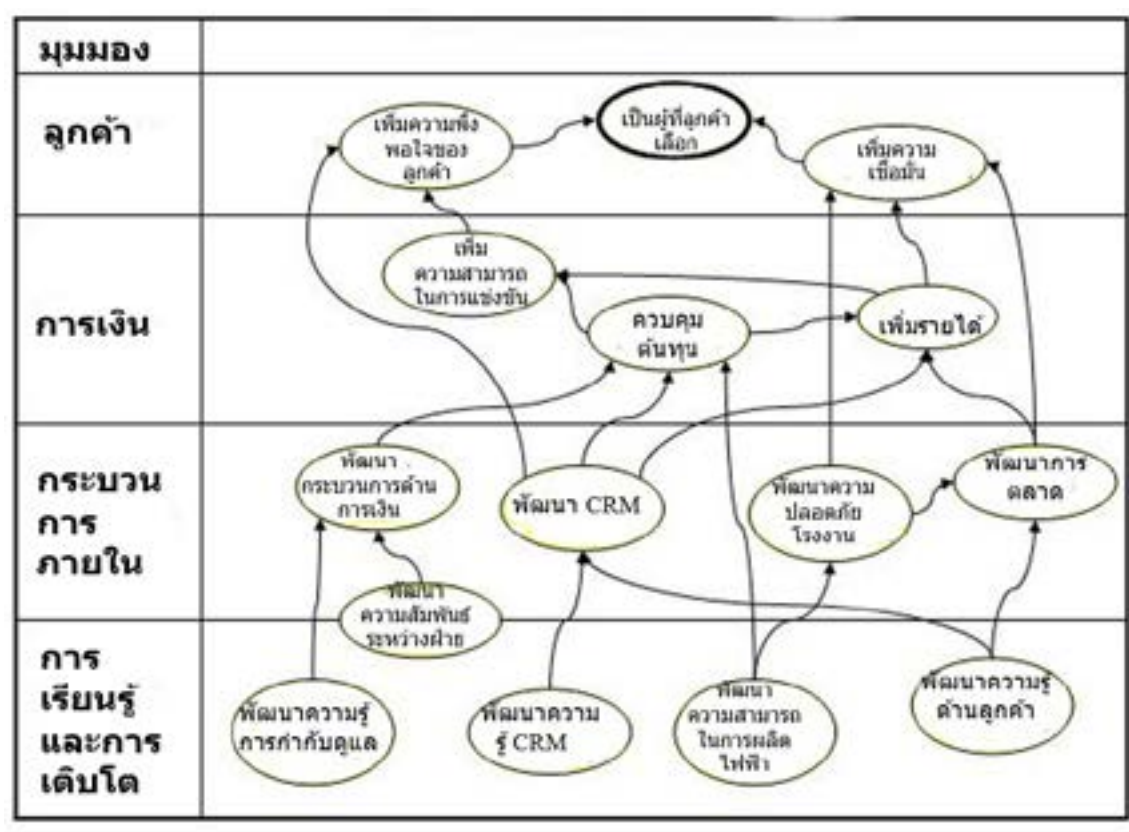 มุมมอง
ลูกค้า
เพิ่มความพึง
พอใจของ
ลูกค้า
เป็นผู้ที่ลูกค้า
เลือก
เพิ่มความ
เชื่อมั่น
การเงิน
เพิ่ม
ความสามารถ
ในการแข่งขัน
ควบคุม
ต้นทุน
เพิ่มรายได้
กระบวน
การ
ภายใน
พัฒนา
กระบวนการด้าน
การเงิน
พัฒนา CRM
พัฒนาความ
ปลอดภัย
โรงงาน
พัฒนาการ
ตลาด
พัฒนา
ความสัมพันธ์
ระหว่างฝ่าย
การ
เรียนรู้
และการ
เติบโต
พัฒนาความรู้
การกำกับดูแล
พัฒนาความ
รู้ CRM
พัฒนา
ความสามารถ
ในการผลิต
ไฟฟ้า
พัฒนาความรู้
ด้านลูกค้า